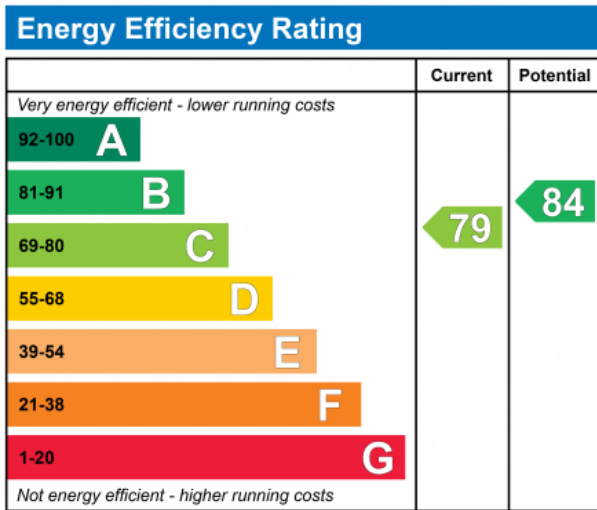 Energy Efficiency Rating
Current Potential
Very energy efficient - lower running costs
92-100 A
81-91 B
84
69-80 C
79
55-68 D
39-54 E
21-38 F
1-20 G
Not energy efficient - higher running costs